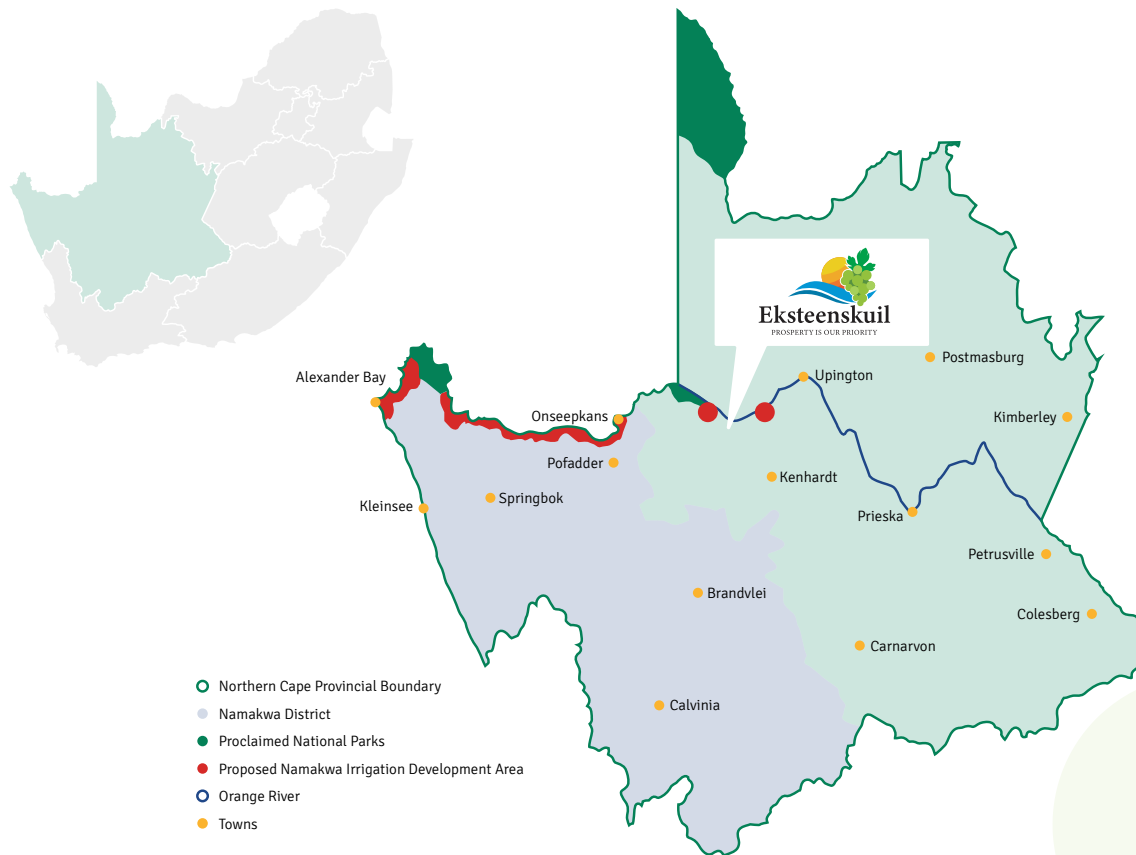 Eksteenskuil
PROSPERTY IS OUR PRIORITY
Postmasburg
Alexander Bay
Upington
Onseepkans
Kimberley
Pofadder
Kenhardt
Springbok
Kleinsee
Prieska
Petrusville
Brandvlei
Colesberg
Carnarvon
Northern Cape Provincial Boundary
Calvinia
Namakwa District
Proclaimed National Parks
Proposed Namakwa Irrigation Development Area
Orange River
Towns